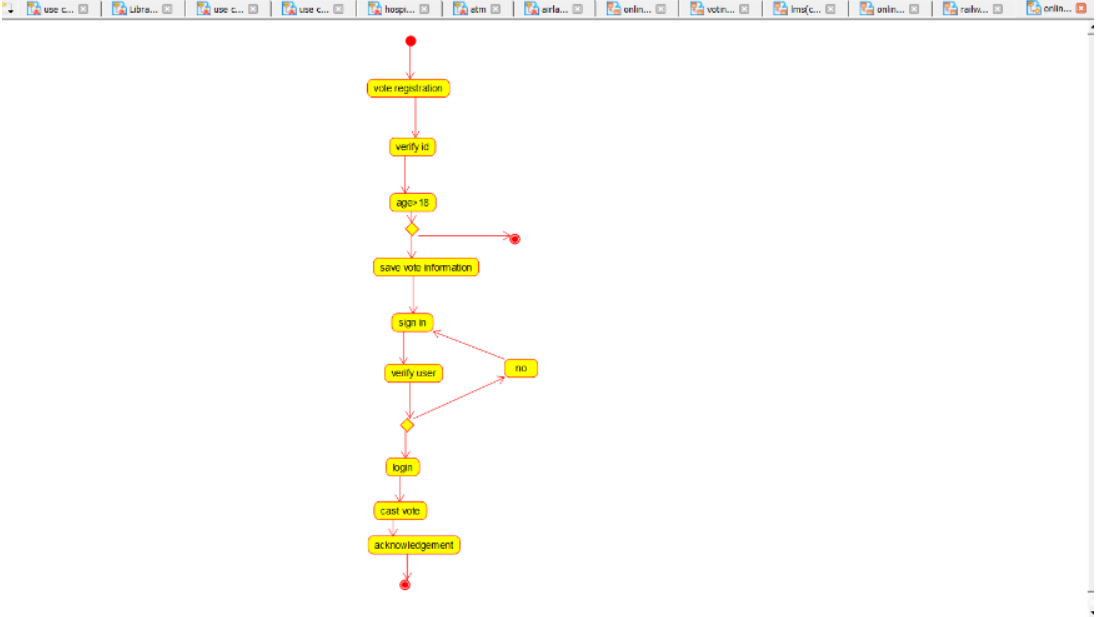 use c...
Libra...
use c...
use c...
hospi...
atm
airla...
onlin...
votin...
lms(c...
onlin...
railw...
onlin...
vote registration
verify id
age>18
save vote information
sign in
verify user
no
login
cast vote
acknowledgement